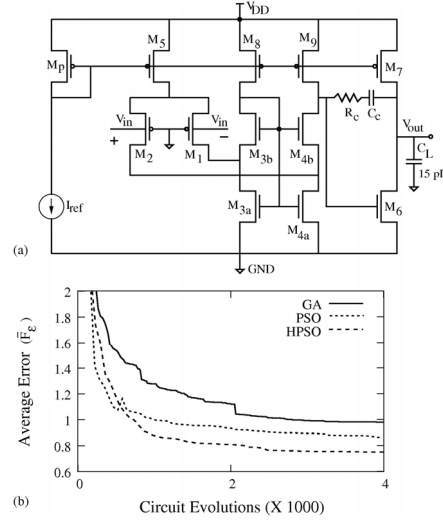 V_DD
M_p
M_5
M_8
M_9
M_7
R_c
C_c
V_in
V_in
+
−
M_2
M_1
M_3b
M_4b
V_out
C_L
15 pF
I_ref
M_3a
M_4a
M_6
(a)
GND
2
1.8
1.6
1.4
1.2
1
0.8
0.6
GA
PSO
HPSO
Average Error (F̄_ε)
0
2
4
(b)
Circuit Evolutions (X 1000)